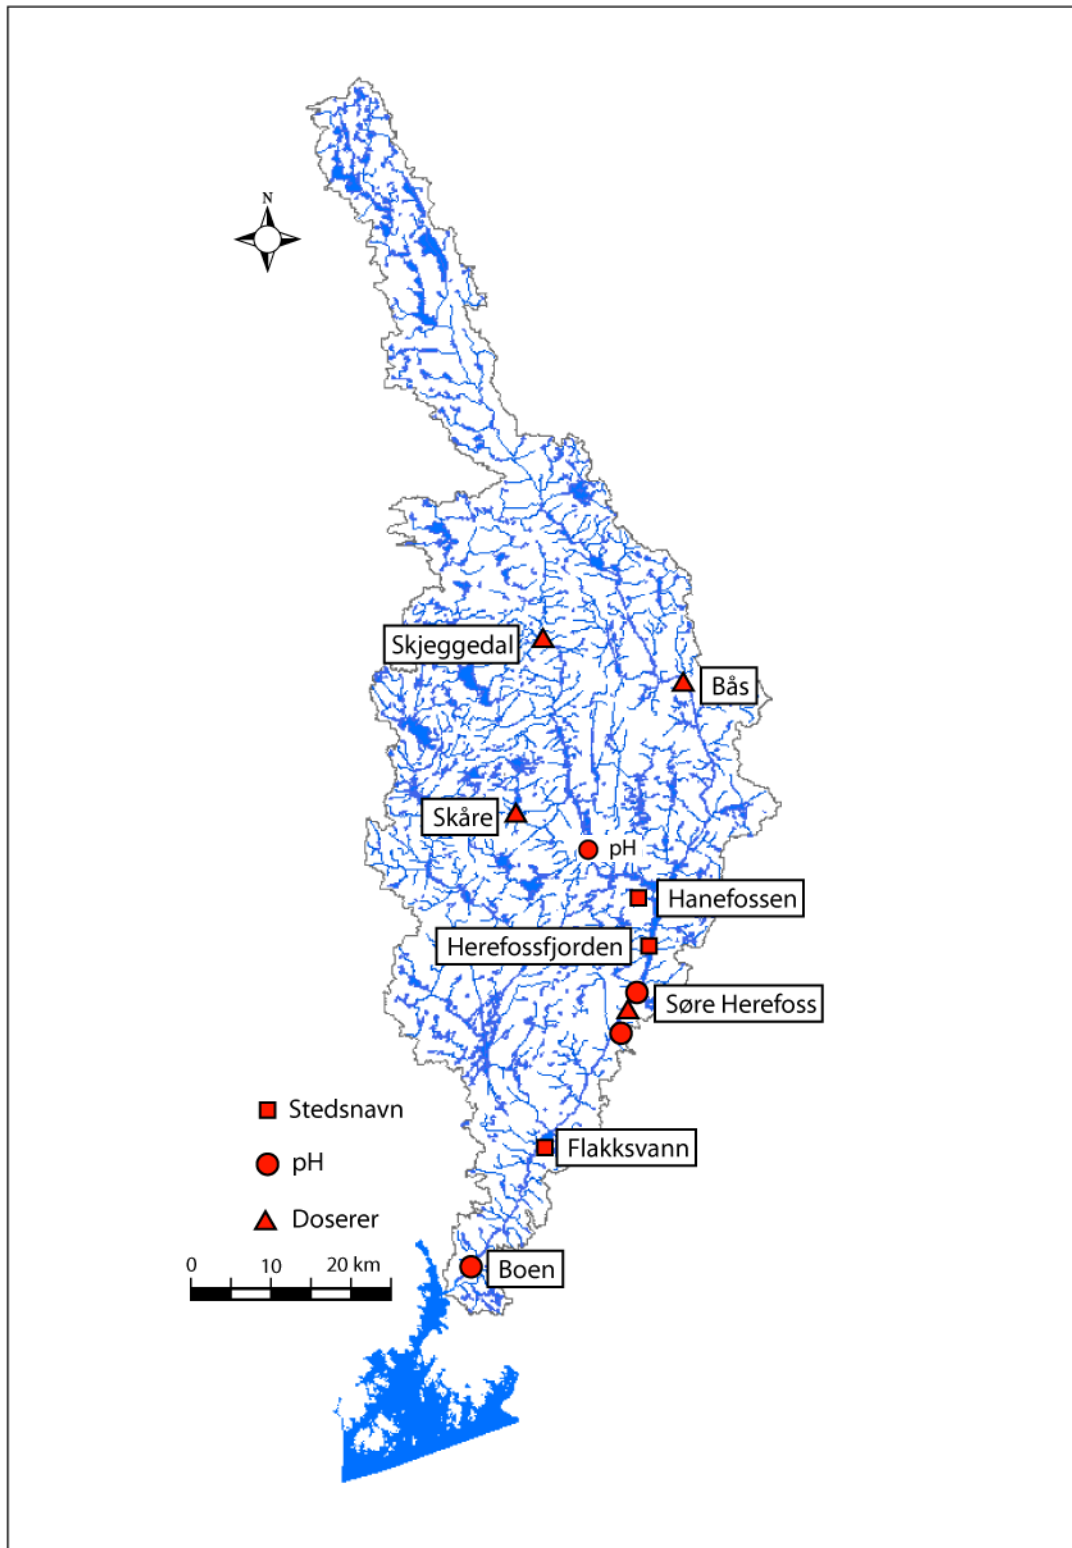 N
Skjeggedal
Bås
Skåre
pH
Hanefossen
Herefossfjorden
Søre Herefoss
Stedsnavn
Flakksvann
pH
Doserer
0 10 20 km
Boen